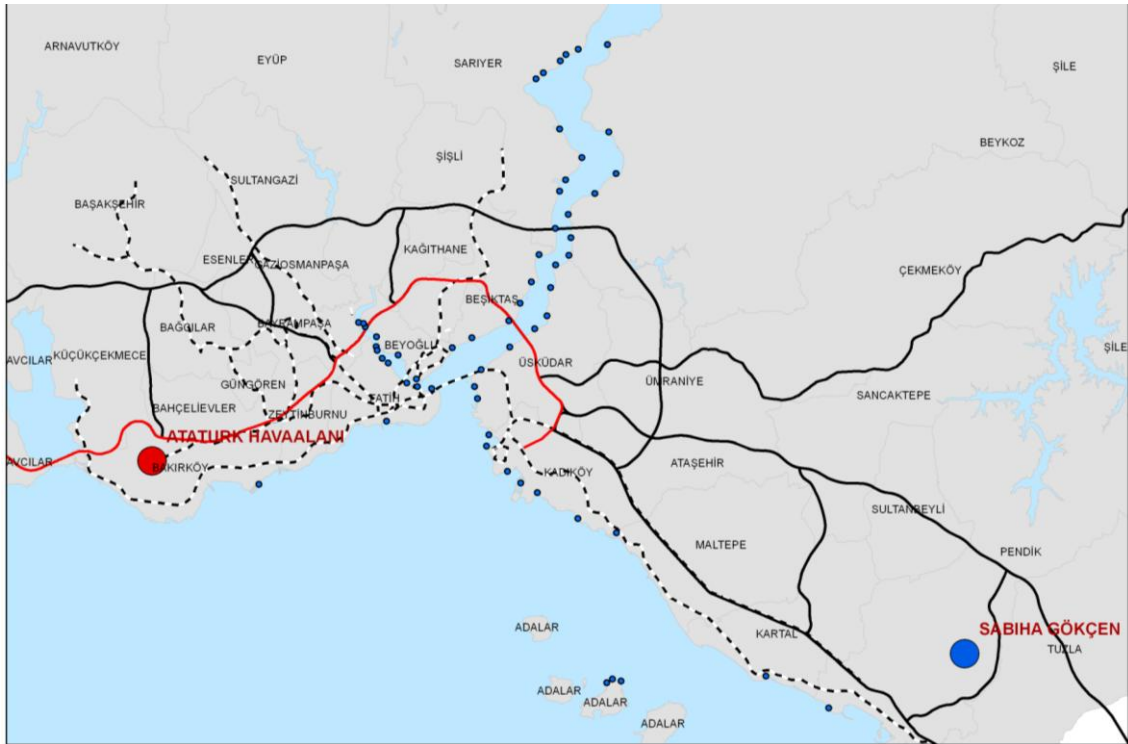 ARNAVUTKÖY
EYÜP
SARIYER
ŞİLE
BEYKOZ
ŞİŞLİ
SULTANGAZİ
BAŞAKŞEHİR
KAĞITHANE
ESENLER
GAZİOSMANPAŞA
ÇEKMEKÖY
BEŞİKTAŞ
BAĞCILAR
BAYRAMPAŞA
BEYOĞLU
ŞİLE
AVCILAR
KÜÇÜKÇEKMECE
ÜSKÜDAR
ÜMRANİYE
GÜNGÖREN
SANCAKTEPE
FATİH
BAHÇELİEVLER
ZEYTİNBURNU
ATATURK HAVAALANI
AVCILAR
BAKIRKÖY
KADIKÖY
ATAŞEHİR
SULTANBEYLİ
MALTEPE
PENDİK
ADALAR
KARTAL
SABIHA GÖKÇEN
TUZLA
ADALAR
ADALAR
ADALAR